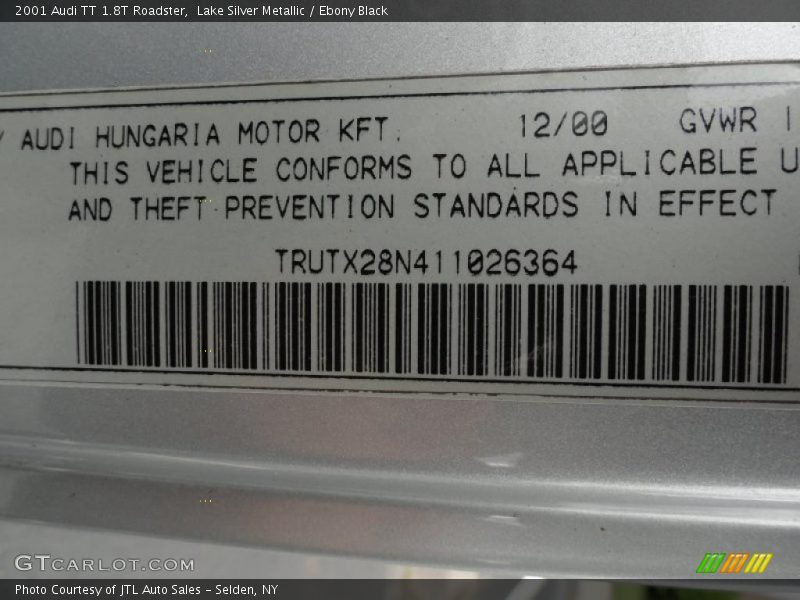 2001 Audi TT 1.8T Roadster, Lake Silver Metallic / Ebony Black
AUDI HUNGARIA MOTOR KFT. 12/00 GVWR
THIS VEHICLE CONFORMS TO ALL APPLICABLE U
AND THEFT PREVENTION STANDARDS IN EFFECT
TRUTX28N411026364
GTCARLOT.COM
Photo Courtesy of JTL Auto Sales - Selden, NY